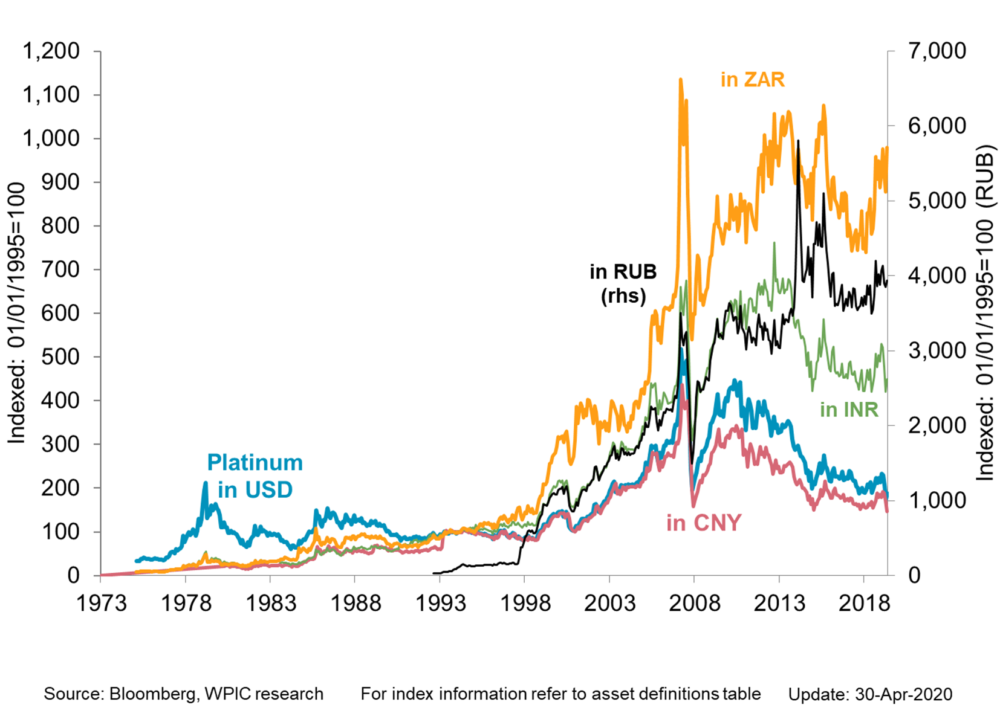 1,200
1,100
1,000
900
800
700
600
500
400
300
200
100
0
Indexed: 01/01/1995=100
7,000
6,000
5,000
4,000
3,000
2,000
1,000
0
Indexed: 01/01/1995=100 (RUB)
in ZAR
in RUB
(rhs)
in INR
Platinum
in USD
in CNY
1973 1978 1983 1988 1993 1998 2003 2008 2013 2018
Source: Bloomberg, WPIC research For index information refer to asset definitions table Update: 30-Apr-2020